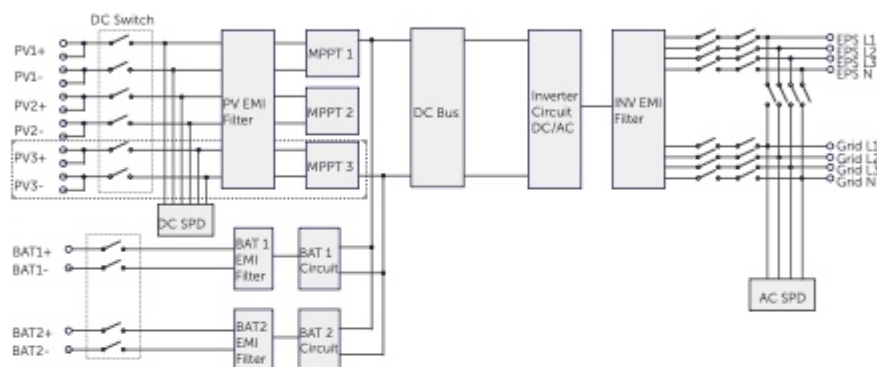 DC Switch
PV1+
PV1-
PV2+
PV2-
PV3+
PV3-
PV EMI
Filter
MPPT 1
MPPT 2
MPPT 3
DC SPD
DC Bus
Inverter
Circuit
DC/AC
INV EMI
Filter
EPS L1
EPS L2
EPS L3
EPS N
Grid L1
Grid L2
Grid L3
Grid N
AC SPD
BAT1+
BAT1-
BAT 1
EMI
Filter
BAT 1
Circuit
BAT2+
BAT2-
BAT2
EMI
Filter
BAT 2
Circuit